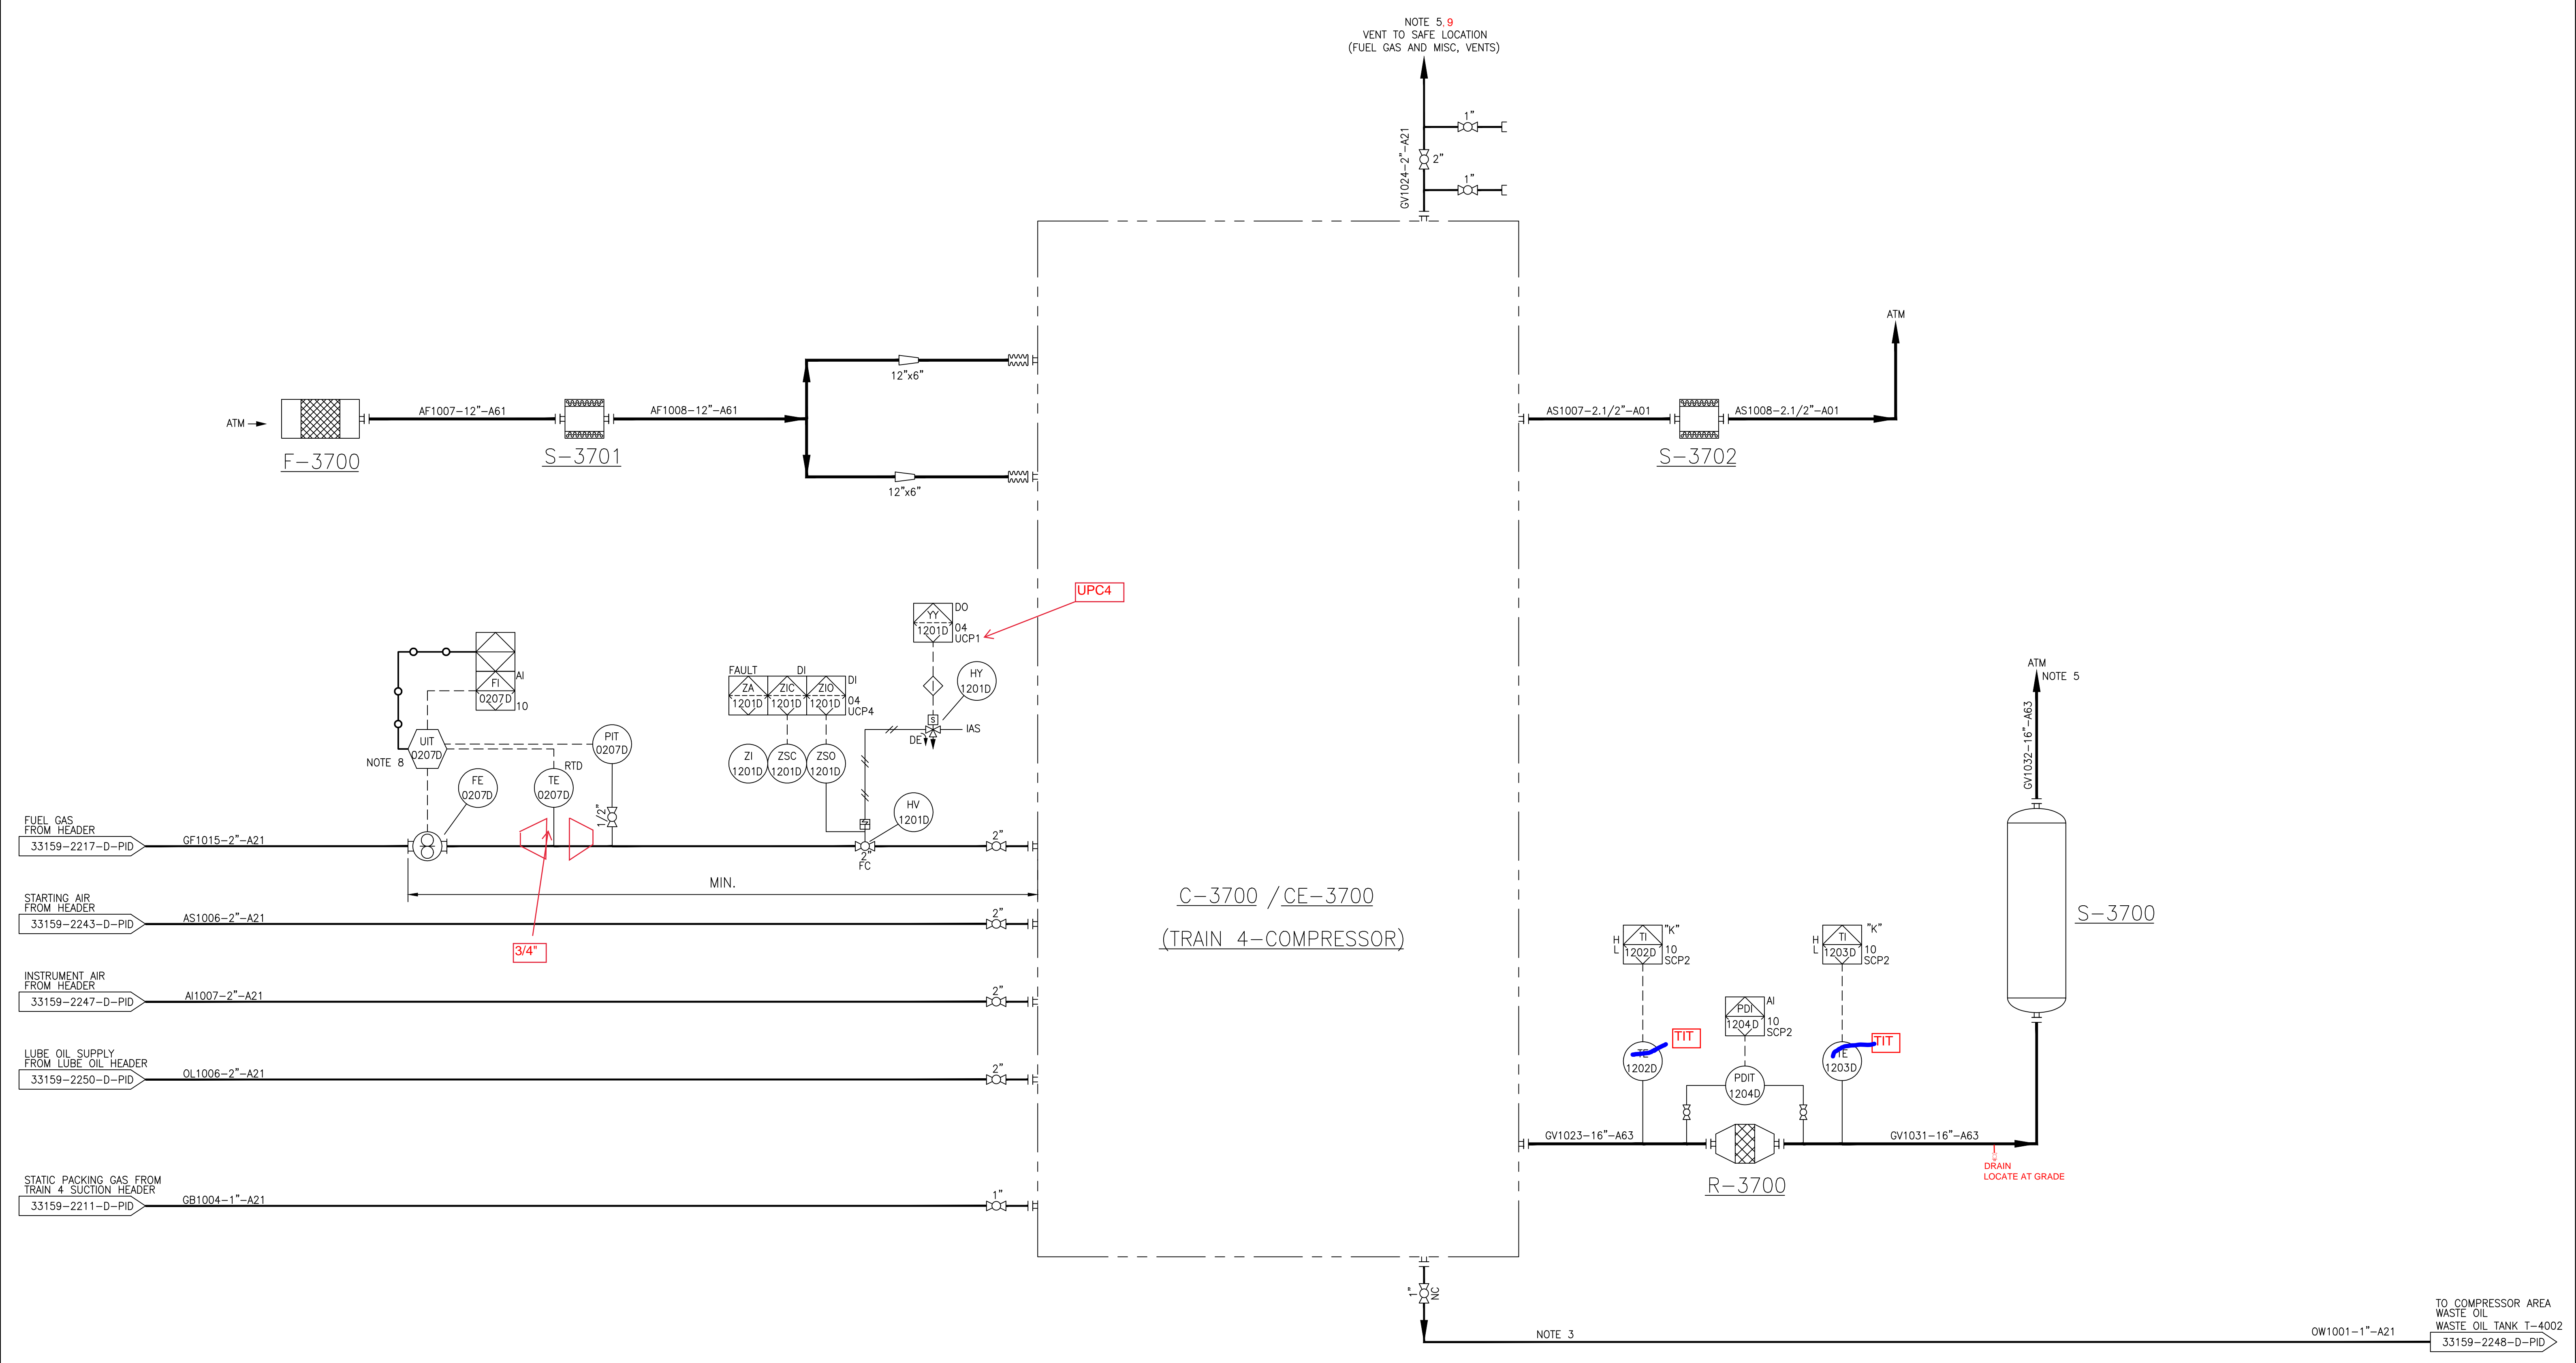 NOTE 5, 9
VENT TO SAFE LOCATION
(FUEL GAS AND MISC, VENTS)
1"
GV1024-2"-A21
2"
1"
ATM
12"x6"
ATM
AF1007-12"-A61
AF1008-12"-A61
F-3700
S-3701
12"x6"
AS1007-2.1/2"-A01
AS1008-2.1/2"-A01
S-3702
UPC4
YY
1201D
DO
04
UCP1
FI
0207D
AI
10
FAULT
DI
ZA
1201D
ZIC
1201D
ZIO
1201D
DI
04
UCP4
HY
1201D
S
IAS
DE
UIT
0207D
NOTE 8
PIT
0207D
ZI
1201D
ZSC
1201D
ZSO
1201D
FE
0207D
TE
0207D
RTD
1/2"
HV
1201D
FUEL GAS
FROM HEADER
33159-2217-D-PID
GF1015-2"-A21
2"
FC
2"
MIN.
3/4"
STARTING AIR
FROM HEADER
33159-2243-D-PID
AS1006-2"-A21
2"
INSTRUMENT AIR
FROM HEADER
33159-2247-D-PID
AI1007-2"-A21
2"
LUBE OIL SUPPLY
FROM LUBE OIL HEADER
33159-2250-D-PID
OL1006-2"-A21
2"
STATIC PACKING GAS FROM
TRAIN 4 SUCTION HEADER
33159-2211-D-PID
GB1004-1"-A21
1"
C-3700 / CE-3700
(TRAIN 4-COMPRESSOR)
ATM
NOTE 5
GV1032-16"-A63
S-3700
H
L
TI
1202D
"K"
10
SCP2
H
L
TI
1203D
"K"
10
SCP2
PDI
1204D
AI
10
SCP2
TE
1202D
TIT
PDIT
1204D
TE
1203D
TIT
GV1023-16"-A63
GV1031-16"-A63
R-3700
DRAIN
LOCATE AT GRADE
1"
NC
NOTE 3
OW1001-1"-A21
TO COMPRESSOR AREA
WASTE OIL
WASTE OIL TANK T-4002
33159-2248-D-PID